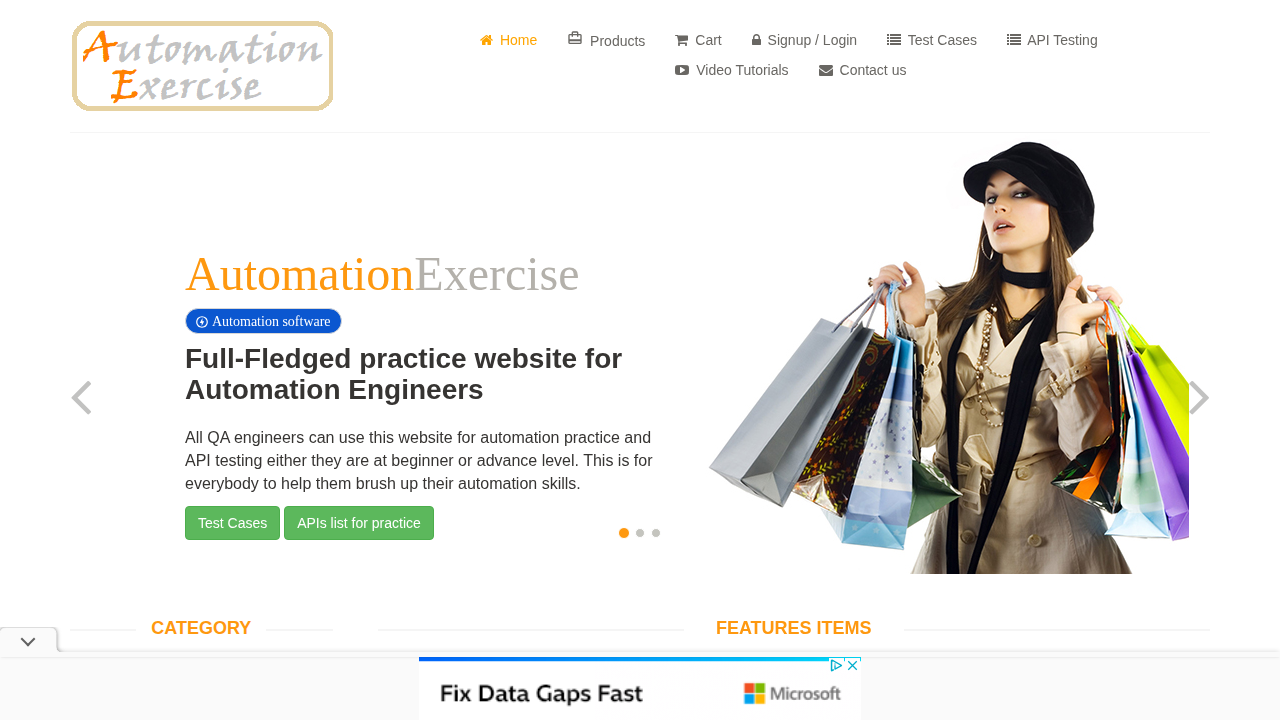 Automation
Exercise
Home Products Cart Signup / Login Test Cases API Testing
Video Tutorials Contact us
AutomationExercise
Automation software
Full-Fledged practice website for
Automation Engineers
All QA engineers can use this website for automation practice and
API testing either they are at beginner or advance level. This is for
everybody to help them brush up their automation skills.
Test Cases APIs list for practice
CATEGORY FEATURES ITEMS
Fix Data Gaps Fast Microsoft